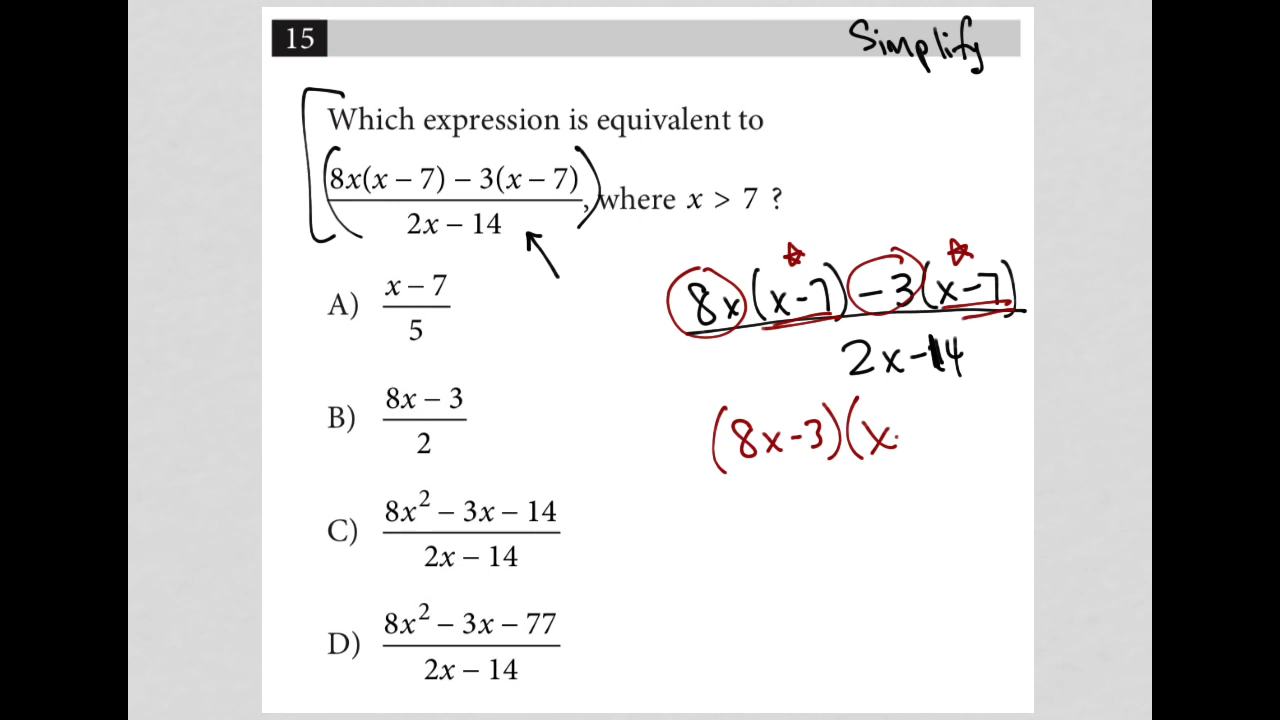 15 Simplify
Which expression is equivalent to
8x(x − 7) − 3(x − 7)
2x − 14
, where x > 7 ?
A) x − 7
5
B) 8x − 3
2
C) 8x² − 3x − 14
2x − 14
D) 8x² − 3x − 77
2x − 14
8x(x-7)-3(x-7)
2x-14
(8x-3)(x-